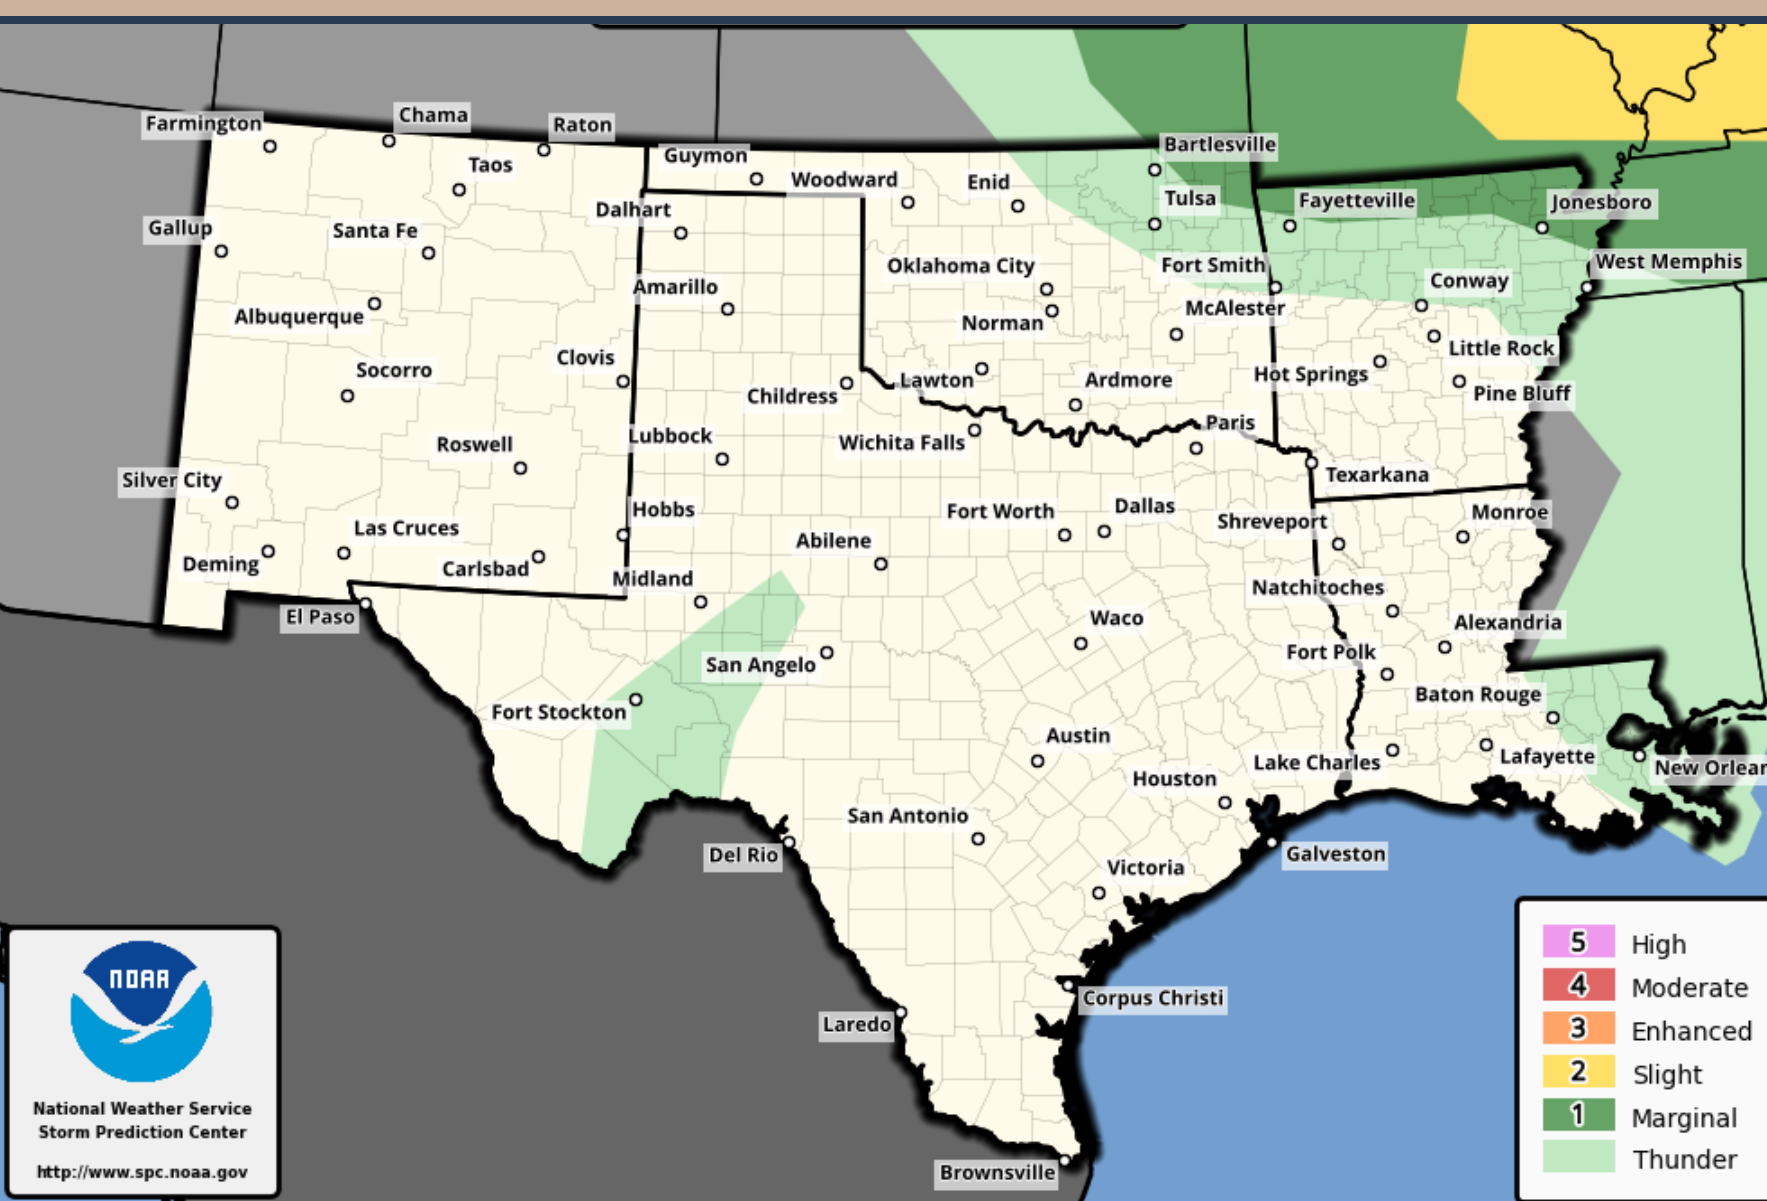 Farmington
Chama
Raton
Taos
Guymon
Woodward
Enid
Bartlesville
Tulsa
Fayetteville
Jonesboro
Gallup
Santa Fe
Dalhart
Oklahoma City
Fort Smith
West Memphis
Albuquerque
Amarillo
Norman
McAlester
Conway
Little Rock
Socorro
Clovis
Childress
Lawton
Ardmore
Hot Springs
Pine Bluff
Roswell
Lubbock
Wichita Falls
Paris
Texarkana
Silver City
Las Cruces
Hobbs
Abilene
Fort Worth
Dallas
Shreveport
Monroe
Deming
Carlsbad
Midland
Natchitoches
El Paso
San Angelo
Waco
Fort Polk
Alexandria
Fort Stockton
Austin
Baton Rouge
Houston
Lake Charles
Lafayette
New Orlean
San Antonio
Del Rio
Galveston
Victoria
Laredo
Corpus Christi
Brownsville
NOAA
National Weather Service
Storm Prediction Center
http://www.spc.noaa.gov
5 High
4 Moderate
3 Enhanced
2 Slight
1 Marginal
Thunder